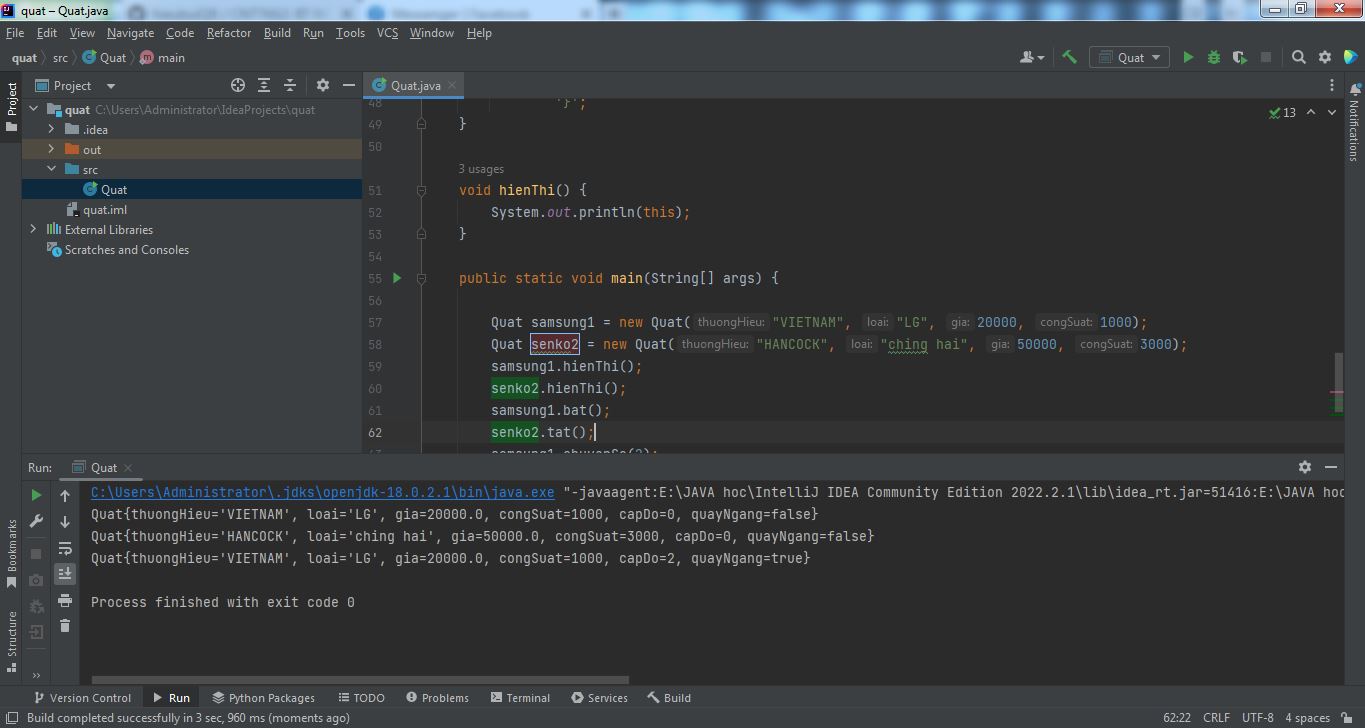 quat – Quat.java
File Edit View Navigate Code Refactor Build Run Tools VCS Window Help
quat src Quat main
Quat
Project
Project
Quat.java
Notifications
quat C:\Users\Administrator\IdeaProjects\quat
.idea
out
src
Quat
quat.iml
External Libraries
Scratches and Consoles
13
48 '}';
49 }
50
3 usages
51 void hienThi() {
52 System.out.println(this);
53 }
54
55 public static void main(String[] args) {
56
57 Quat samsung1 = new Quat( thuongHieu: "VIETNAM", loai: "LG", gia: 20000, congSuat: 1000);
58 Quat senko2 = new Quat( thuongHieu: "HANCOCK", loai: "ching hai", gia: 50000, congSuat: 3000);
59 samsung1.hienThi();
60 senko2.hienThi();
61 samsung1.bat();
62 senko2.tat();
Run: Quat
C:\Users\Administrator\.jdks\openjdk-18.0.2.1\bin\java.exe "-javaagent:E:\JAVA hoc\IntelliJ IDEA Community Edition 2022.2.1\lib\idea_rt.jar=51416:E:\JAVA hoc
Quat{thuongHieu='VIETNAM', loai='LG', gia=20000.0, congSuat=1000, capDo=0, quayNgang=false}
Quat{thuongHieu='HANCOCK', loai='ching hai', gia=50000.0, congSuat=3000, capDo=0, quayNgang=false}
Quat{thuongHieu='VIETNAM', loai='LG', gia=20000.0, congSuat=1000, capDo=2, quayNgang=true}
Process finished with exit code 0
Bookmarks
Structure
Version Control Run Python Packages TODO Problems Terminal Services Build
Build completed successfully in 3 sec, 960 ms (moments ago)
62:22 CRLF UTF-8 4 spaces